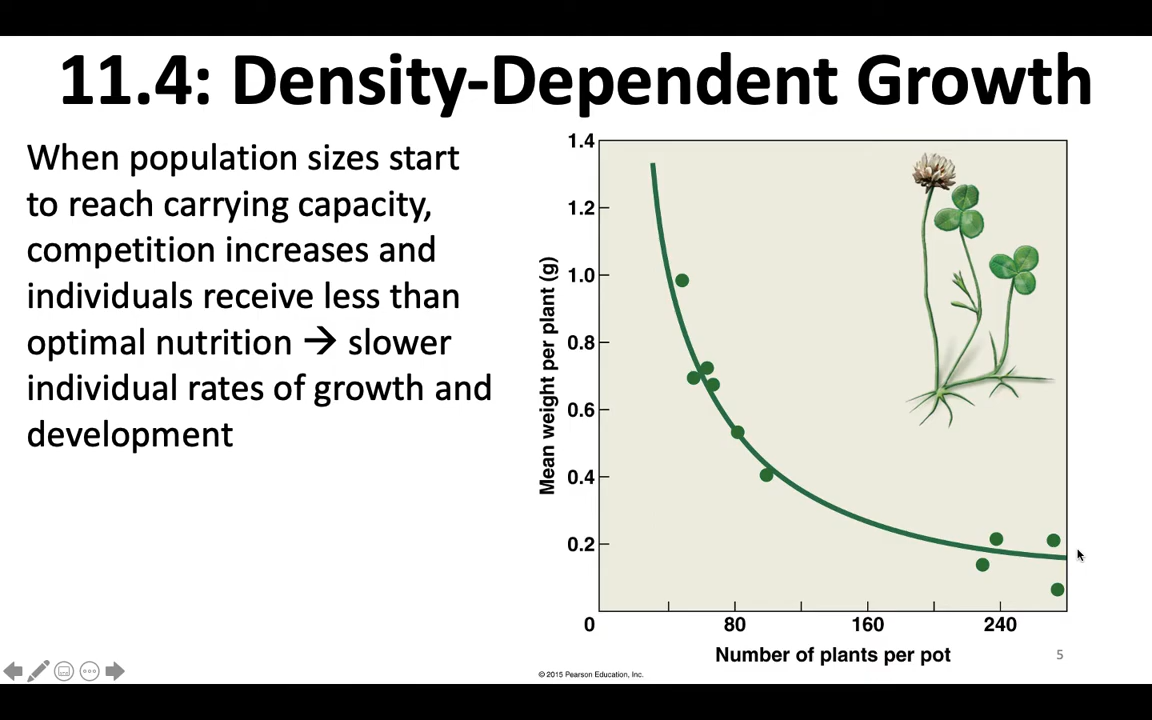 11.4: Density-Dependent Growth
When population sizes start
to reach carrying capacity,
competition increases and
individuals receive less than
optimal nutrition → slower
individual rates of growth and
development
1.4
1.2
1.0
0.8
0.6
0.4
0.2
Mean weight per plant (g)
0
80
160
240
Number of plants per pot
5
© 2015 Pearson Education, Inc.